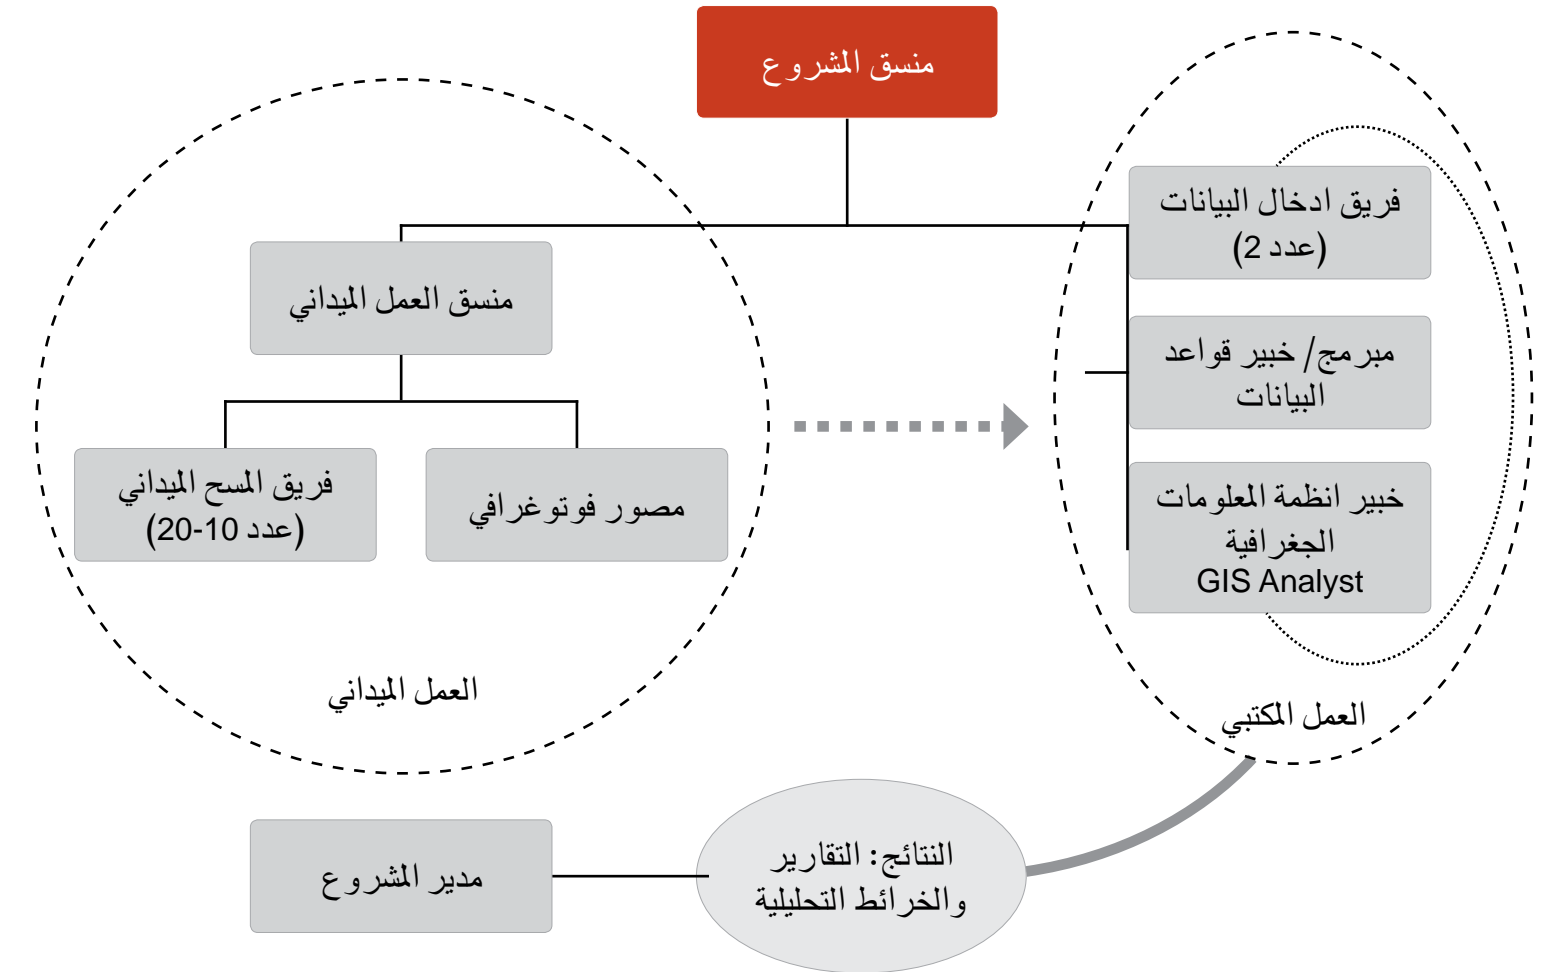 منسق المشروع
فريق ادخال البيانات
(عدد 2)
مبرمج/ خبير قواعد
البيانات
خبير انظمة المعلومات
الجغرافية
GIS Analyst
العمل المكتبي
منسق العمل الميداني
مصور فوتوغرافي
فريق المسح الميداني
(عدد 10-20)
العمل الميداني
النتائج: التقارير
والخرائط التحليلية
مدير المشروع